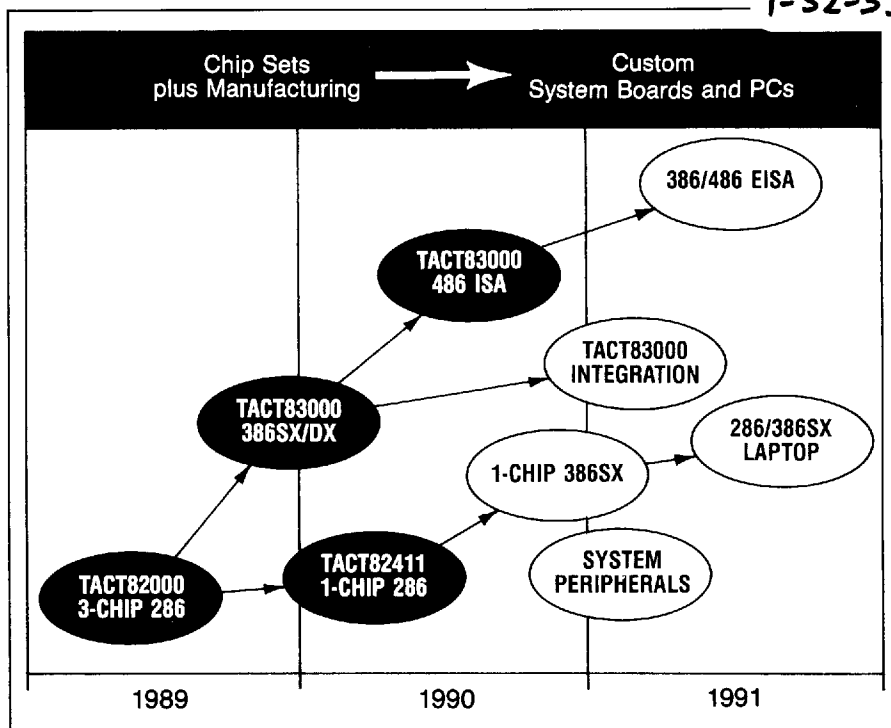 Chip Sets
plus Manufacturing
Custom
System Boards and PCs
386/486 EISA
TACT83000
486 ISA
TACT83000
INTEGRATION
TACT83000
386SX/DX
286/386SX
LAPTOP
1-CHIP 386SX
TACT82411
1-CHIP 286
SYSTEM
PERIPHERALS
TACT82000
3-CHIP 286
1989
1990
1991